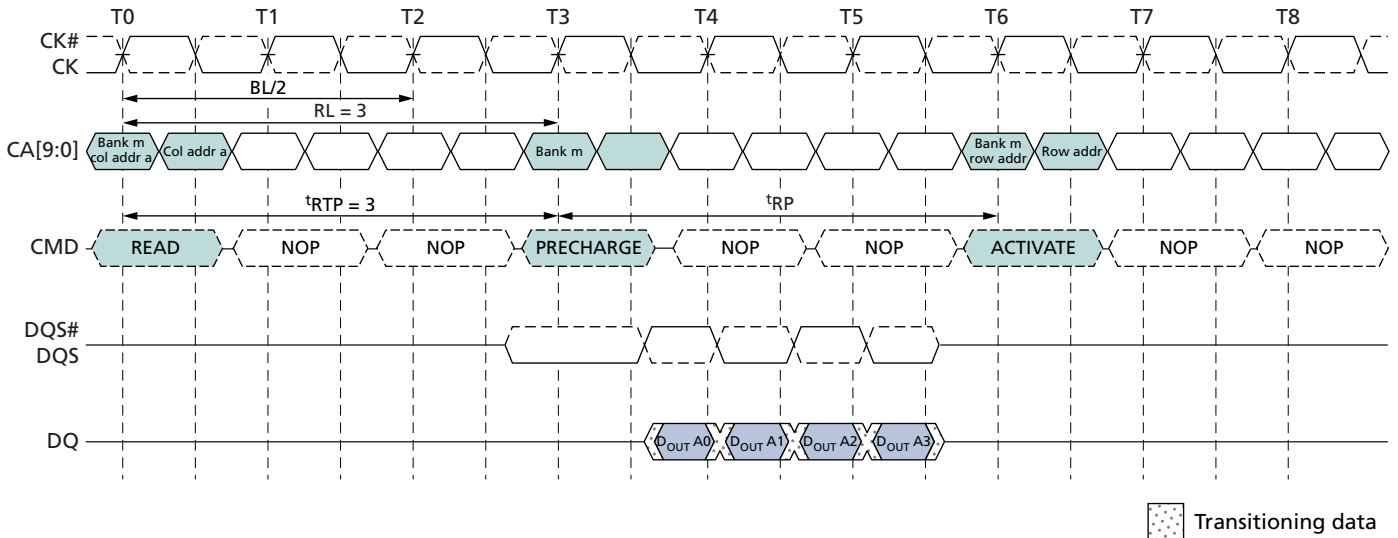 T0 T1 T2 T3 T4 T5 T6 T7 T8
CK#
CK
BL/2
RL = 3
CA[9:0]
Bank m
col addr a
Col addr a
Bank m
Bank m
row addr
Row addr
tRTP = 3
tRP
CMD
READ NOP NOP PRECHARGE NOP NOP ACTIVATE NOP NOP
DQS#
DQS
DQ
DOUT A0 DOUT A1 DOUT A2 DOUT A3
Transitioning data